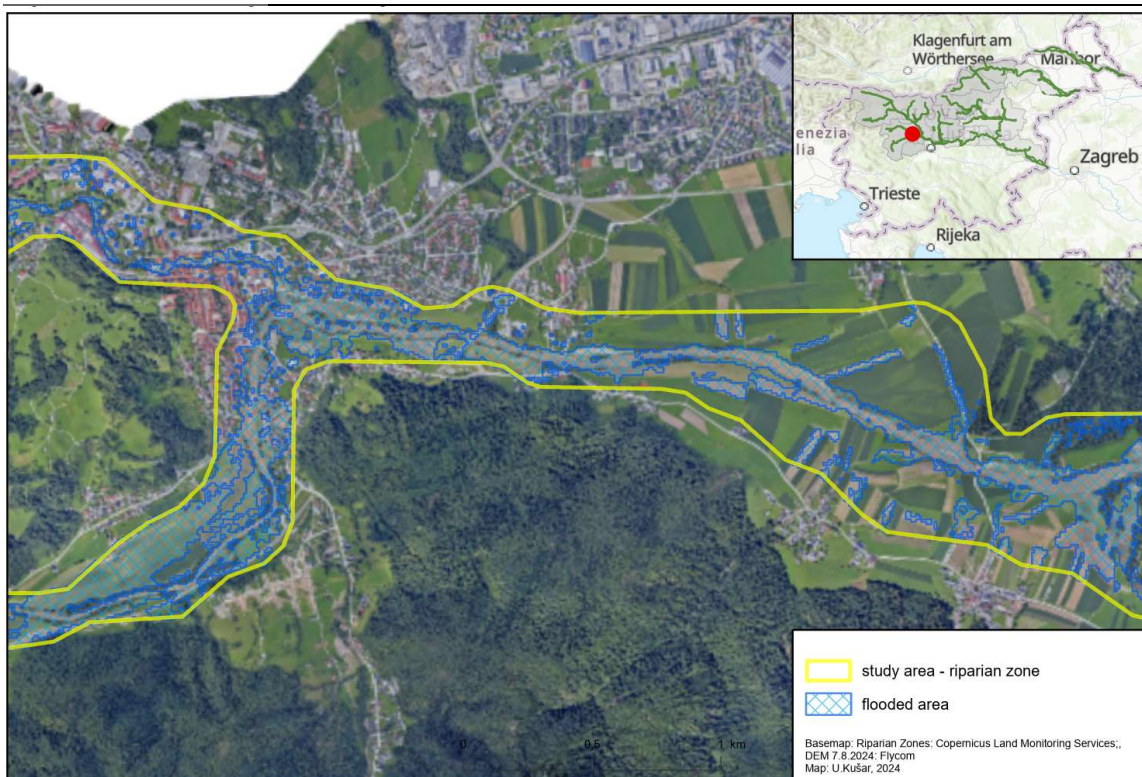 Klagenfurt am
Wörthersee
Maribor
enezia
lia
Zagreb
Trieste
Rijeka
study area - riparian zone
flooded area
0
0,5
1 km
Basemap: Riparian Zones: Copernicus Land Monitoring Services;,
DEM 7.8.2024: Flycom
Map: U.Kušar, 2024